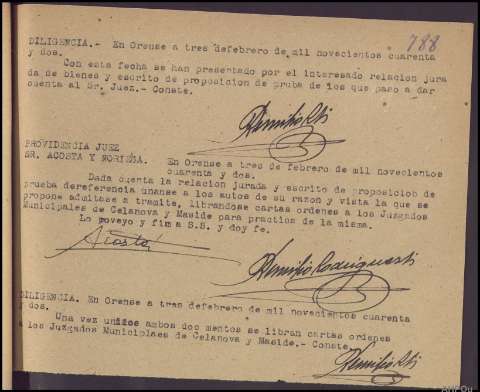 788
DILIGENCIA.- En Orense a tres defebrero de mil novecientos cuarenta
y dos.
Con esta fecha se han presentado por el interesado relacion jura
da de bienes y escrito de proposicion de prueba de los que paso a dar
cuenta al Sr. Juez.- Conste.
PROVIDENCIA JUEZ
SR. ACOSTA Y NORIEGA. En Orense a tres de febrero de mil novecientos
cuarenta y dos.
Dada cuenta la relacion jurada y escrito de proposicion de
prueba dereferencia unanse a los autos de su razon y vista la que se
propone admitase a tramite, librandose cartas ordenes a los Juzgados
Municipales de Celanova y Maside para practica de la misma.
Lo proveyo y firma S.S. y doy fe.
Acosta
Remigio Rodriguez
DILIGENCIA. En Orense a tres defebrero de mil novecientos cuarenta
y dos.
Una vez unidos ambos documentos se libran cartas ordenes
a los Juzgados Municiplaes de Celanova y Maside.- Conste.